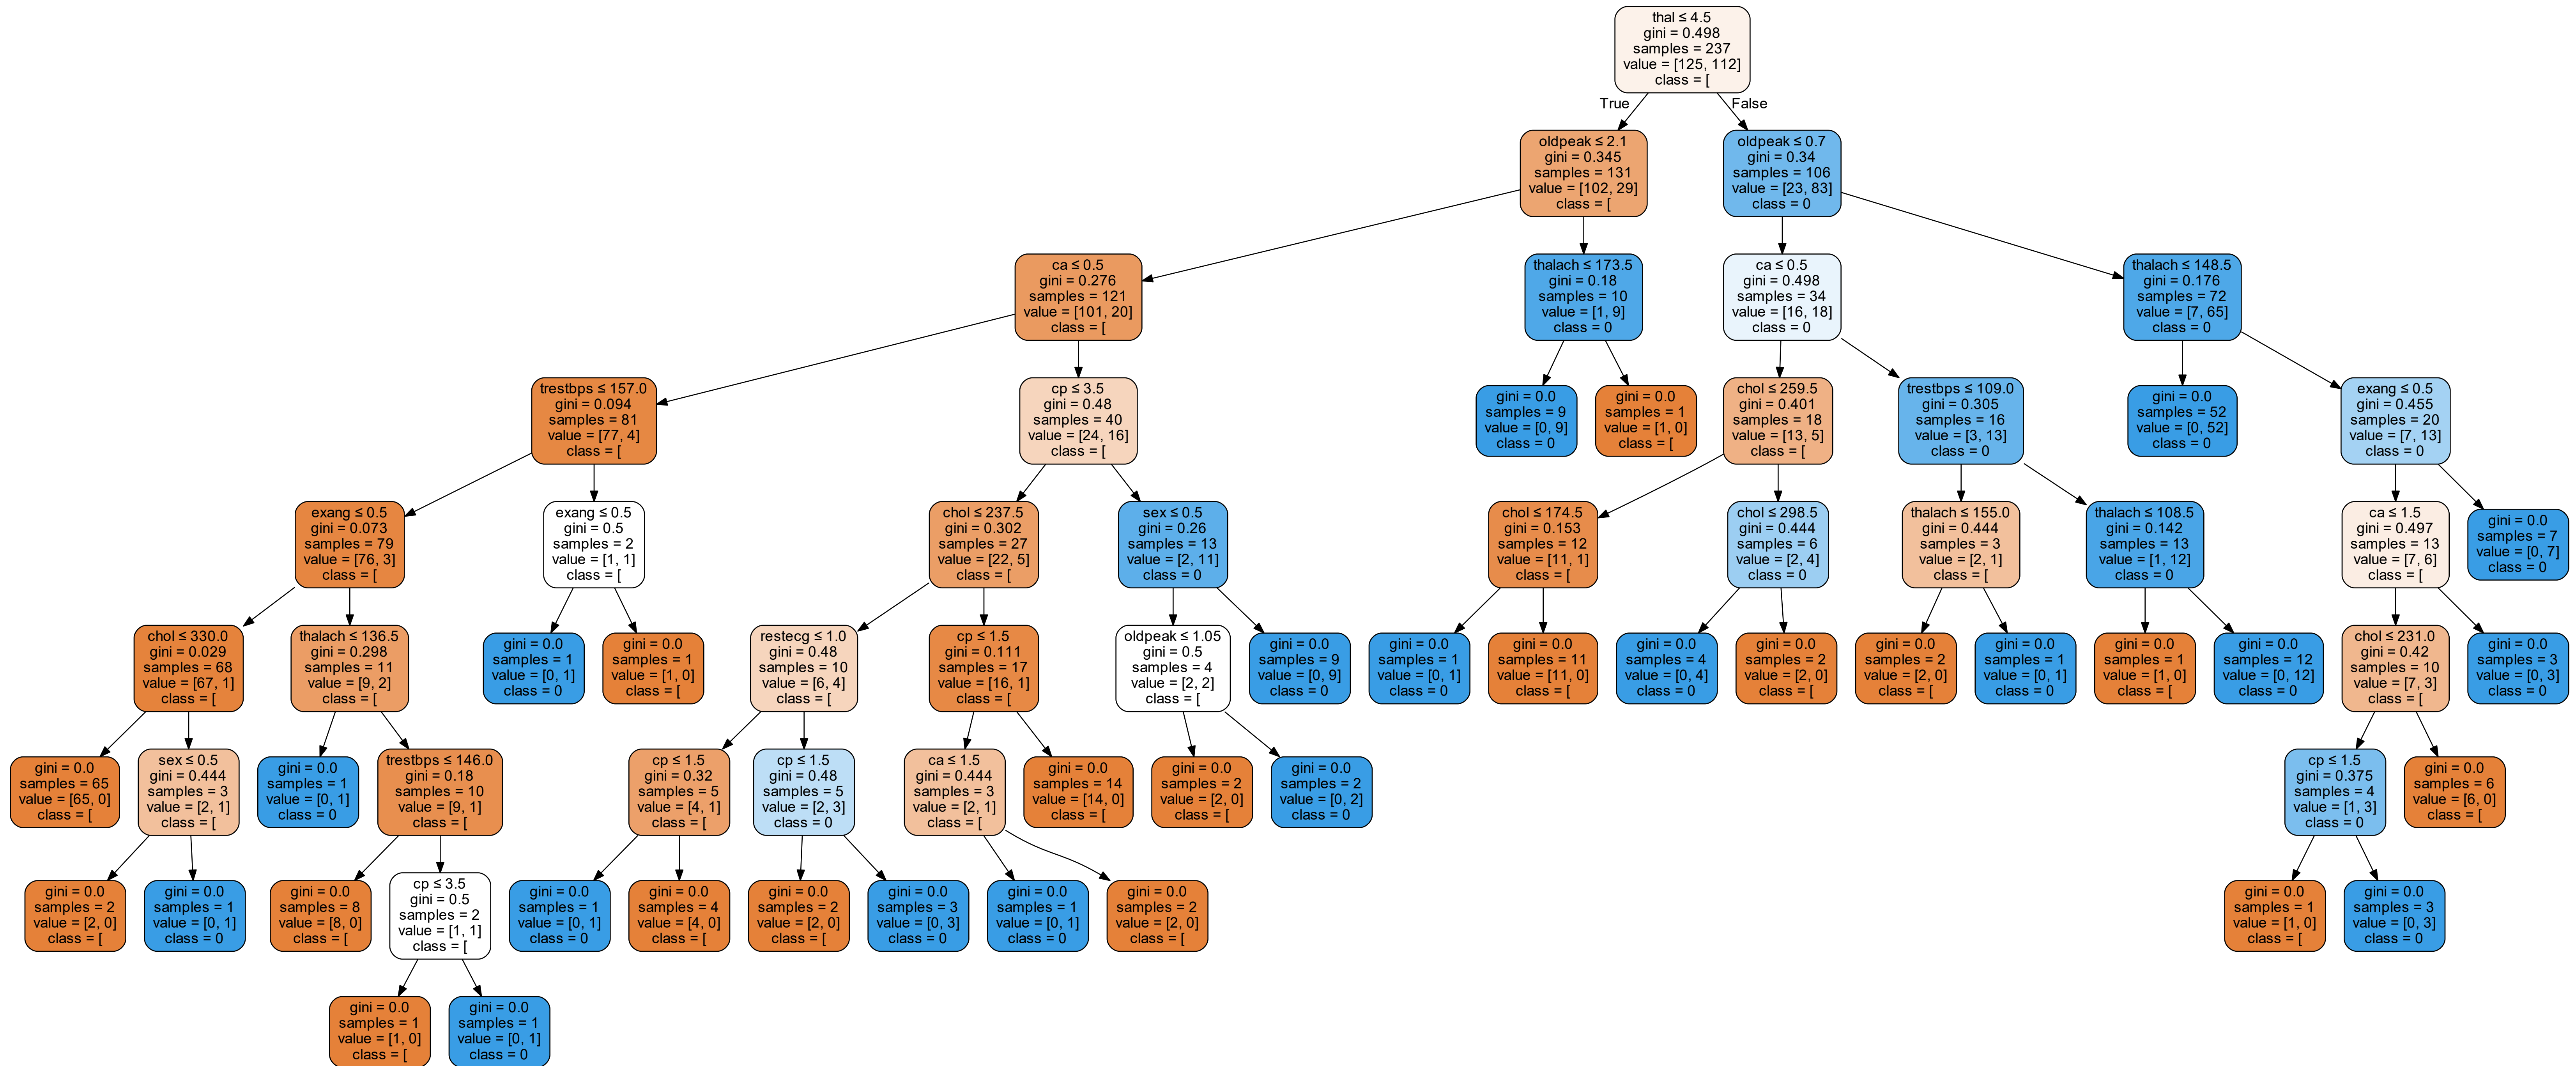 thal ≤ 4.5
gini = 0.498
samples = 237
value = [125, 112]
class = [
True
False
oldpeak ≤ 2.1
gini = 0.345
samples = 131
value = [102, 29]
class = [
oldpeak ≤ 0.7
gini = 0.34
samples = 106
value = [23, 83]
class = 0
ca ≤ 0.5
gini = 0.276
samples = 121
value = [101, 20]
class = [
thalach ≤ 173.5
gini = 0.18
samples = 10
value = [1, 9]
class = 0
ca ≤ 0.5
gini = 0.498
samples = 34
value = [16, 18]
class = 0
thalach ≤ 148.5
gini = 0.176
samples = 72
value = [7, 65]
class = 0
trestbps ≤ 157.0
gini = 0.094
samples = 81
value = [77, 4]
class = [
cp ≤ 3.5
gini = 0.48
samples = 40
value = [24, 16]
class = [
gini = 0.0
samples = 9
value = [0, 9]
class = 0
gini = 0.0
samples = 1
value = [1, 0]
class = [
chol ≤ 259.5
gini = 0.401
samples = 18
value = [13, 5]
class = [
trestbps ≤ 109.0
gini = 0.305
samples = 16
value = [3, 13]
class = 0
gini = 0.0
samples = 52
value = [0, 52]
class = 0
exang ≤ 0.5
gini = 0.455
samples = 20
value = [7, 13]
class = 0
exang ≤ 0.5
gini = 0.073
samples = 79
value = [76, 3]
class = [
exang ≤ 0.5
gini = 0.5
samples = 2
value = [1, 1]
class = [
chol ≤ 237.5
gini = 0.302
samples = 27
value = [22, 5]
class = [
sex ≤ 0.5
gini = 0.26
samples = 13
value = [2, 11]
class = 0
chol ≤ 174.5
gini = 0.153
samples = 12
value = [11, 1]
class = [
chol ≤ 298.5
gini = 0.444
samples = 6
value = [2, 4]
class = 0
thalach ≤ 155.0
gini = 0.444
samples = 3
value = [2, 1]
class = [
thalach ≤ 108.5
gini = 0.142
samples = 13
value = [1, 12]
class = 0
ca ≤ 1.5
gini = 0.497
samples = 13
value = [7, 6]
class = [
gini = 0.0
samples = 7
value = [0, 7]
class = 0
chol ≤ 330.0
gini = 0.029
samples = 68
value = [67, 1]
class = [
thalach ≤ 136.5
gini = 0.298
samples = 11
value = [9, 2]
class = [
gini = 0.0
samples = 1
value = [0, 1]
class = 0
gini = 0.0
samples = 1
value = [1, 0]
class = [
restecg ≤ 1.0
gini = 0.48
samples = 10
value = [6, 4]
class = [
cp ≤ 1.5
gini = 0.111
samples = 17
value = [16, 1]
class = [
oldpeak ≤ 1.05
gini = 0.5
samples = 4
value = [2, 2]
class = [
gini = 0.0
samples = 9
value = [0, 9]
class = 0
gini = 0.0
samples = 1
value = [0, 1]
class = 0
gini = 0.0
samples = 11
value = [11, 0]
class = [
gini = 0.0
samples = 4
value = [0, 4]
class = 0
gini = 0.0
samples = 2
value = [2, 0]
class = [
gini = 0.0
samples = 2
value = [2, 0]
class = [
gini = 0.0
samples = 1
value = [0, 1]
class = 0
gini = 0.0
samples = 1
value = [1, 0]
class = [
gini = 0.0
samples = 12
value = [0, 12]
class = 0
chol ≤ 231.0
gini = 0.42
samples = 10
value = [7, 3]
class = [
gini = 0.0
samples = 3
value = [0, 3]
class = 0
gini = 0.0
samples = 65
value = [65, 0]
class = [
sex ≤ 0.5
gini = 0.444
samples = 3
value = [2, 1]
class = [
gini = 0.0
samples = 1
value = [0, 1]
class = 0
trestbps ≤ 146.0
gini = 0.18
samples = 10
value = [9, 1]
class = [
cp ≤ 1.5
gini = 0.32
samples = 5
value = [4, 1]
class = [
cp ≤ 1.5
gini = 0.48
samples = 5
value = [2, 3]
class = 0
ca ≤ 1.5
gini = 0.444
samples = 3
value = [2, 1]
class = [
gini = 0.0
samples = 14
value = [14, 0]
class = [
gini = 0.0
samples = 2
value = [2, 0]
class = [
gini = 0.0
samples = 2
value = [0, 2]
class = 0
cp ≤ 1.5
gini = 0.375
samples = 4
value = [1, 3]
class = 0
gini = 0.0
samples = 6
value = [6, 0]
class = [
gini = 0.0
samples = 2
value = [2, 0]
class = [
gini = 0.0
samples = 1
value = [0, 1]
class = 0
gini = 0.0
samples = 8
value = [8, 0]
class = [
cp ≤ 3.5
gini = 0.5
samples = 2
value = [1, 1]
class = [
gini = 0.0
samples = 1
value = [0, 1]
class = 0
gini = 0.0
samples = 4
value = [4, 0]
class = [
gini = 0.0
samples = 2
value = [2, 0]
class = [
gini = 0.0
samples = 3
value = [0, 3]
class = 0
gini = 0.0
samples = 1
value = [0, 1]
class = 0
gini = 0.0
samples = 2
value = [2, 0]
class = [
gini = 0.0
samples = 1
value = [1, 0]
class = [
gini = 0.0
samples = 3
value = [0, 3]
class = 0
gini = 0.0
samples = 1
value = [1, 0]
class = [
gini = 0.0
samples = 1
value = [0, 1]
class = 0